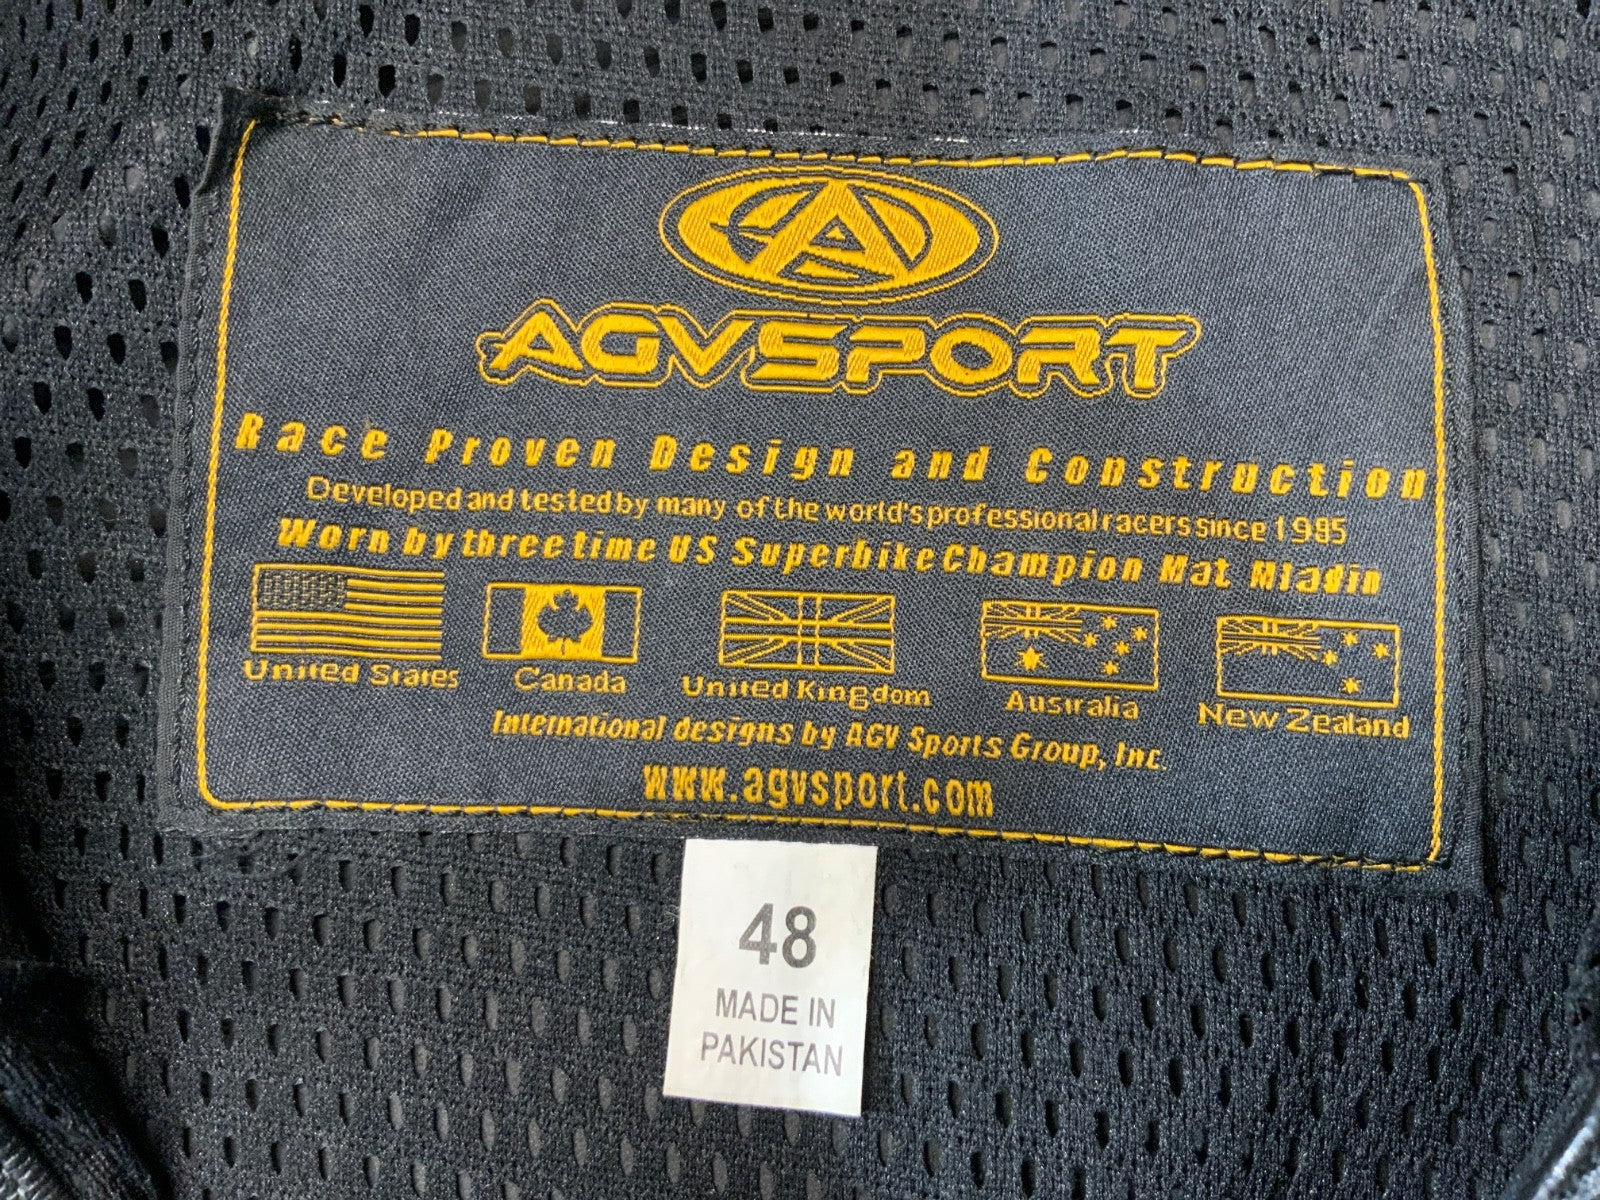 AGVSPORT
Race Proven Design and Construction
Developed and tested by many of the world's professional racers since 1985
Worn by three time US Superbike Champion Mat Mladin
United States Canada United Kingdom Australia New Zealand
International designs by AGV Sports Group, Inc.
www.agvsport.com
48
MADE IN
PAKISTAN